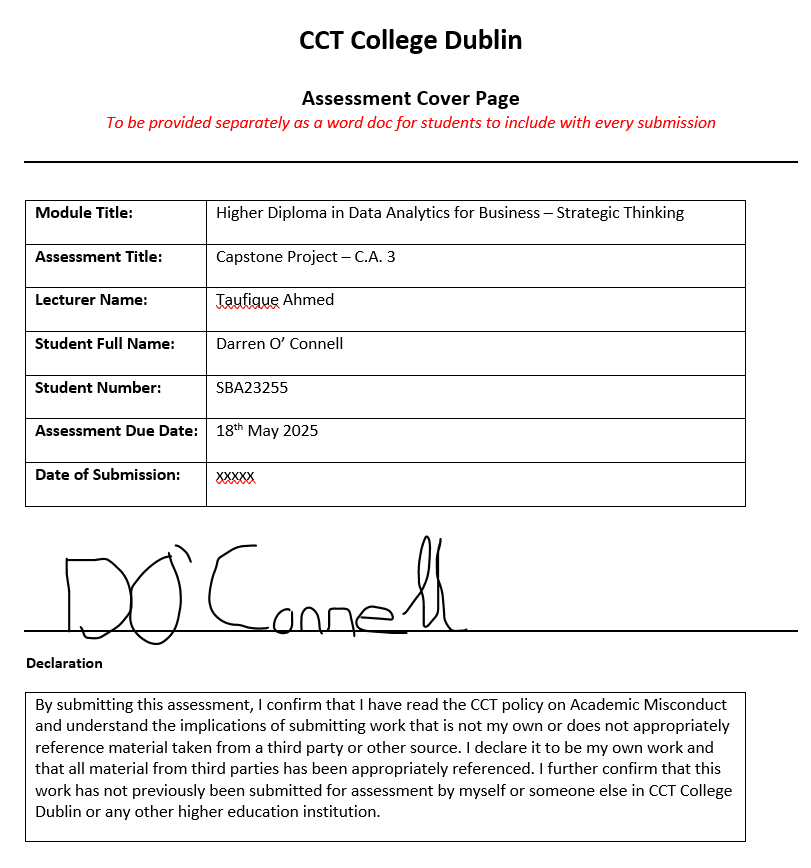 CCT College Dublin
Assessment Cover Page
To be provided separately as a word doc for students to include with every submission
Module Title: Higher Diploma in Data Analytics for Business – Strategic Thinking
Assessment Title: Capstone Project – C.A. 3
Lecturer Name: Taufique Ahmed
Student Full Name: Darren O’ Connell
Student Number: SBA23255
Assessment Due Date: 18th May 2025
Date of Submission: xxxxx
DO'Connell
Declaration
By submitting this assessment, I confirm that I have read the CCT policy on Academic Misconduct
and understand the implications of submitting work that is not my own or does not appropriately
reference material taken from a third party or other source. I declare it to be my own work and
that all material from third parties has been appropriately referenced. I further confirm that this
work has not previously been submitted for assessment by myself or someone else in CCT College
Dublin or any other higher education institution.